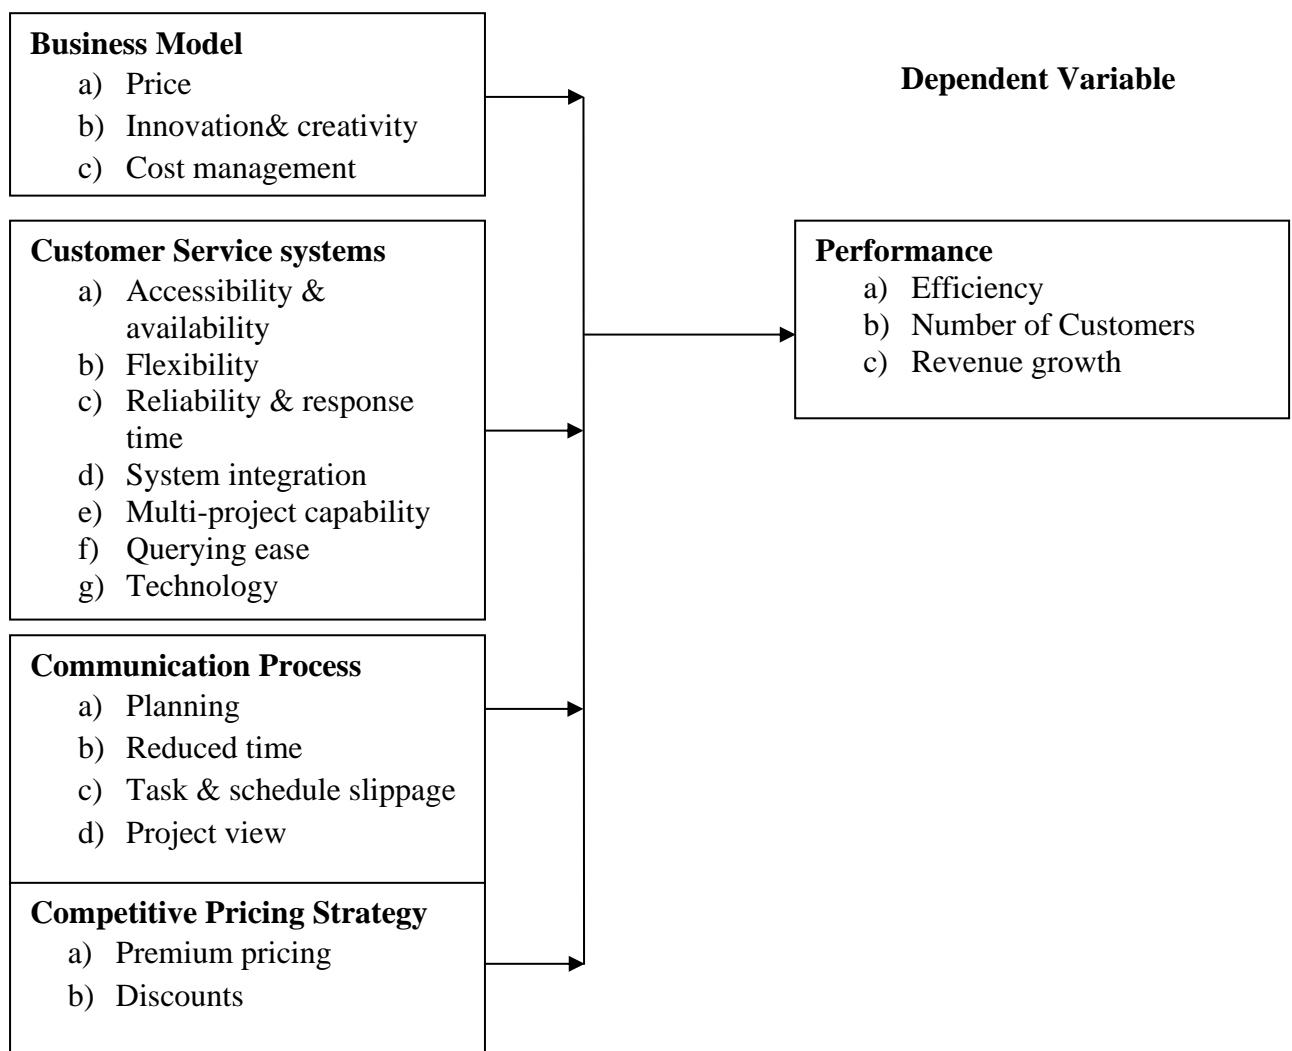 Business Model
a) Price
b) Innovation& creativity
c) Cost management
Dependent Variable
Customer Service systems
a) Accessibility &
availability
b) Flexibility
c) Reliability & response
time
d) System integration
e) Multi-project capability
f) Querying ease
g) Technology
Performance
a) Efficiency
b) Number of Customers
c) Revenue growth
Communication Process
a) Planning
b) Reduced time
c) Task & schedule slippage
d) Project view
Competitive Pricing Strategy
a) Premium pricing
b) Discounts